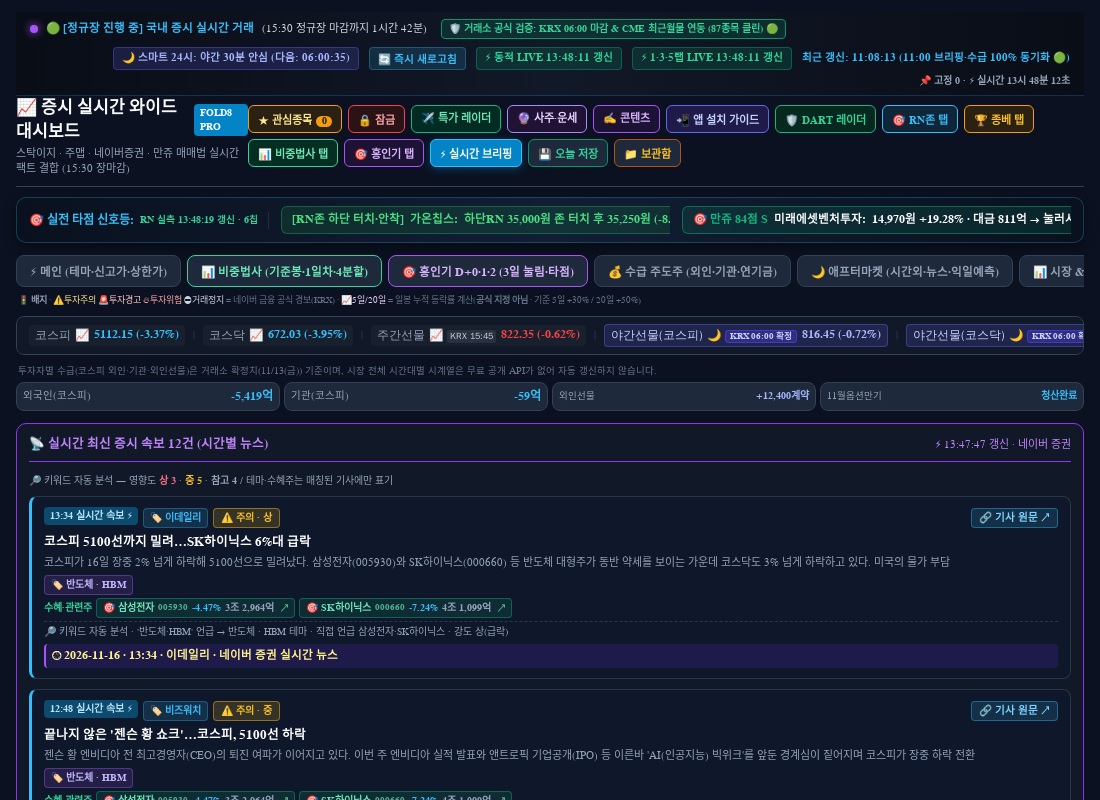 🟢 [정규장 진행 중] 국내 증시 실시간 거래 (15:30 정규장 마감까지 1시간 42분) 🛡️ 거래소 공식 검증: KRX 06:00 마감 & CME 최근월물 연동 (87종목 클린) 🟢
🌙 스마트 24시: 야간 30분 안심 (다음: 06:00:35) 🔄 즉시 새로고침 ⚡ 동적 LIVE 13:48:11 갱신 ⚡ 1·3·5탭 LIVE 13:48:11 갱신 최근 갱신: 11:08:13 (11:00 브리핑·수급 100% 동기화 🟢)
📌 고정 0 · ⚡ 실시간 13시 48분 12초
📈 증시 실시간 와이드 대시보드
FOLD8 PRO
스탁이지 · 주맵 · 네이버증권 · 만쥬 매매법 실시간 팩트 결합 (15:30 장마감)
★ 관심종목 0 🔒 잠금 ✈️ 특가 레이더 🔮 사주·운세 ✍️ 콘텐츠 📲 앱 설치 가이드 🛡️ DART 레이더 🎯 RN존 탭 🏆 종베 탭
📊 비중법사 탭 🎯 홍인기 탭 ⚡ 실시간 브리핑 💾 오늘 저장 📁 보관함
🎯 실전 타점 신호등: RN 실측 13:48:19 갱신 · 6칩 [RN존 하단 터치·안착] 가온칩스: 하단RN 35,000원 존 터치 후 35,250원 (-8. 🎯 만쥬 84점 S 미래에셋벤처투자: 14,970원 +19.28% · 대금 811억 → 눌러서
⚡ 메인 (테마·신고가·상한가) 📊 비중법사 (기준봉·1일차·4분할) 🎯 홍인기 D+0·1·2 (3일 눌림·타점) 💰 수급 주도주 (외인·기관·연기금) 🌙 애프터마켓 (시간외·뉴스·익일예측) 📊 시장 &
🚦 배지 · ⚠️투자주의 🚨투자경고 ⛔투자위험 ⛔거래정지 = 네이버 금융 공식 경보(KRX) · 📈5일/20일 = 일봉 누적 등락률 계산(공식 지정 아님 · 기준 5일 +30% / 20일 +50%)
코스피 📈 5112.15 (-3.37%) 코스닥 📈 672.03 (-3.95%) 주간선물 📈 KRX 15:45 822.35 (-0.62%) 야간선물(코스피) 🌙 KRX 06:00 확정 816.45 (-0.72%) 야간선물(코스닥) 🌙 KRX 06:00
투자자별 수급(코스피 외인·기관·외인선물)은 거래소 확정치(11/13(금)) 기준이며, 시장 전체 시간대별 시계열은 무료 공개 API가 없어 자동 갱신하지 않습니다.
외국인(코스피) -5,419억 기관(코스피) -59억 외인선물 +12,400계약 11월옵션만기 청산완료
📡 실시간 최신 증시 속보 12건 (시간별 뉴스) ⚡ 13:47:47 갱신 · 네이버 증권
🔎 키워드 자동 분석 — 영향도 상 3 · 중 5 · 참고 4 / 테마·수혜주는 매칭된 기사에만 표기
13:34 실시간 속보 ⚡ 🏷️ 이데일리 ⚠️ 주의 · 상 🔗 기사 원문 ↗
코스피 5100선까지 밀려…SK하이닉스 6%대 급락
코스피가 16일 장중 2% 넘게 하락해 5100선으로 밀려났다. 삼성전자(005930)와 SK하이닉스(000660) 등 반도체 대형주가 동반 약세를 보이는 가운데 코스닥도 3% 넘게 하락하고 있다. 미국의 물가 부담
🏷️ 반도체 · HBM
수혜·관련주 🎯 삼성전자 005930 -4.47% 3조 2,964억 ↗ 🎯 SK하이닉스 000660 -7.24% 4조 1,099억 ↗
🔎 키워드 자동 분석 · '반도체·HBM' 언급 → 반도체 · HBM 테마 · 직접 언급 삼성전자·SK하이닉스 · 강도 상(급락)
⏱ 2026-11-16 · 13:34 · 이데일리 · 네이버 증권 실시간 뉴스
12:48 실시간 속보 ⚡ 🏷️ 비즈워치 ⚠️ 주의 · 중 🔗 기사 원문 ↗
끝나지 않은 '젠슨 황 쇼크'…코스피, 5100선 하락
젠슨 황 엔비디아 전 최고경영자(CEO)의 퇴진 여파가 이어지고 있다. 이번 주 엔비디아 실적 발표와 앤트로픽 기업공개(IPO) 등 이른바 'AI(인공지능) 빅위크'를 앞둔 경계심이 짙어지며 코스피가 장중 하락 전환
🏷️ 반도체 · HBM
수혜·관련주 🎯 삼성전자 005930 -4.47% 3조 2,964억 ↗ 🎯 SK하이닉스 000660 -7.24% 4조 1,099억 ↗